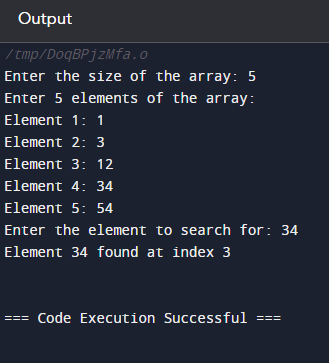 Output
/tmp/DoqBPjzMfa.o
Enter the size of the array: 5
Enter 5 elements of the array:
Element 1: 1
Element 2: 3
Element 3: 12
Element 4: 34
Element 5: 54
Enter the element to search for: 34
Element 34 found at index 3
=== Code Execution Successful ===